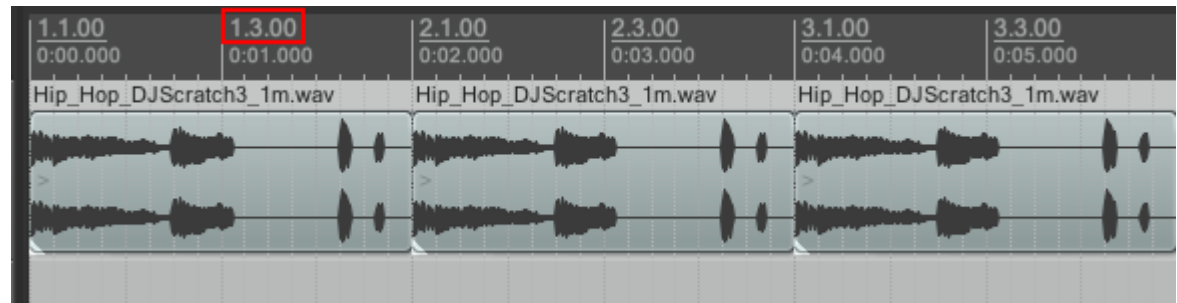 1.1.00 1.3.00 2.1.00 2.3.00 3.1.00 3.3.00
0:00.000 0:01.000 0:02.000 0:03.000 0:04.000 0:05.000
Hip_Hop_DJScratch3_1m.wav Hip_Hop_DJScratch3_1m.wav Hip_Hop_DJScratch3_1m.wav
> > >